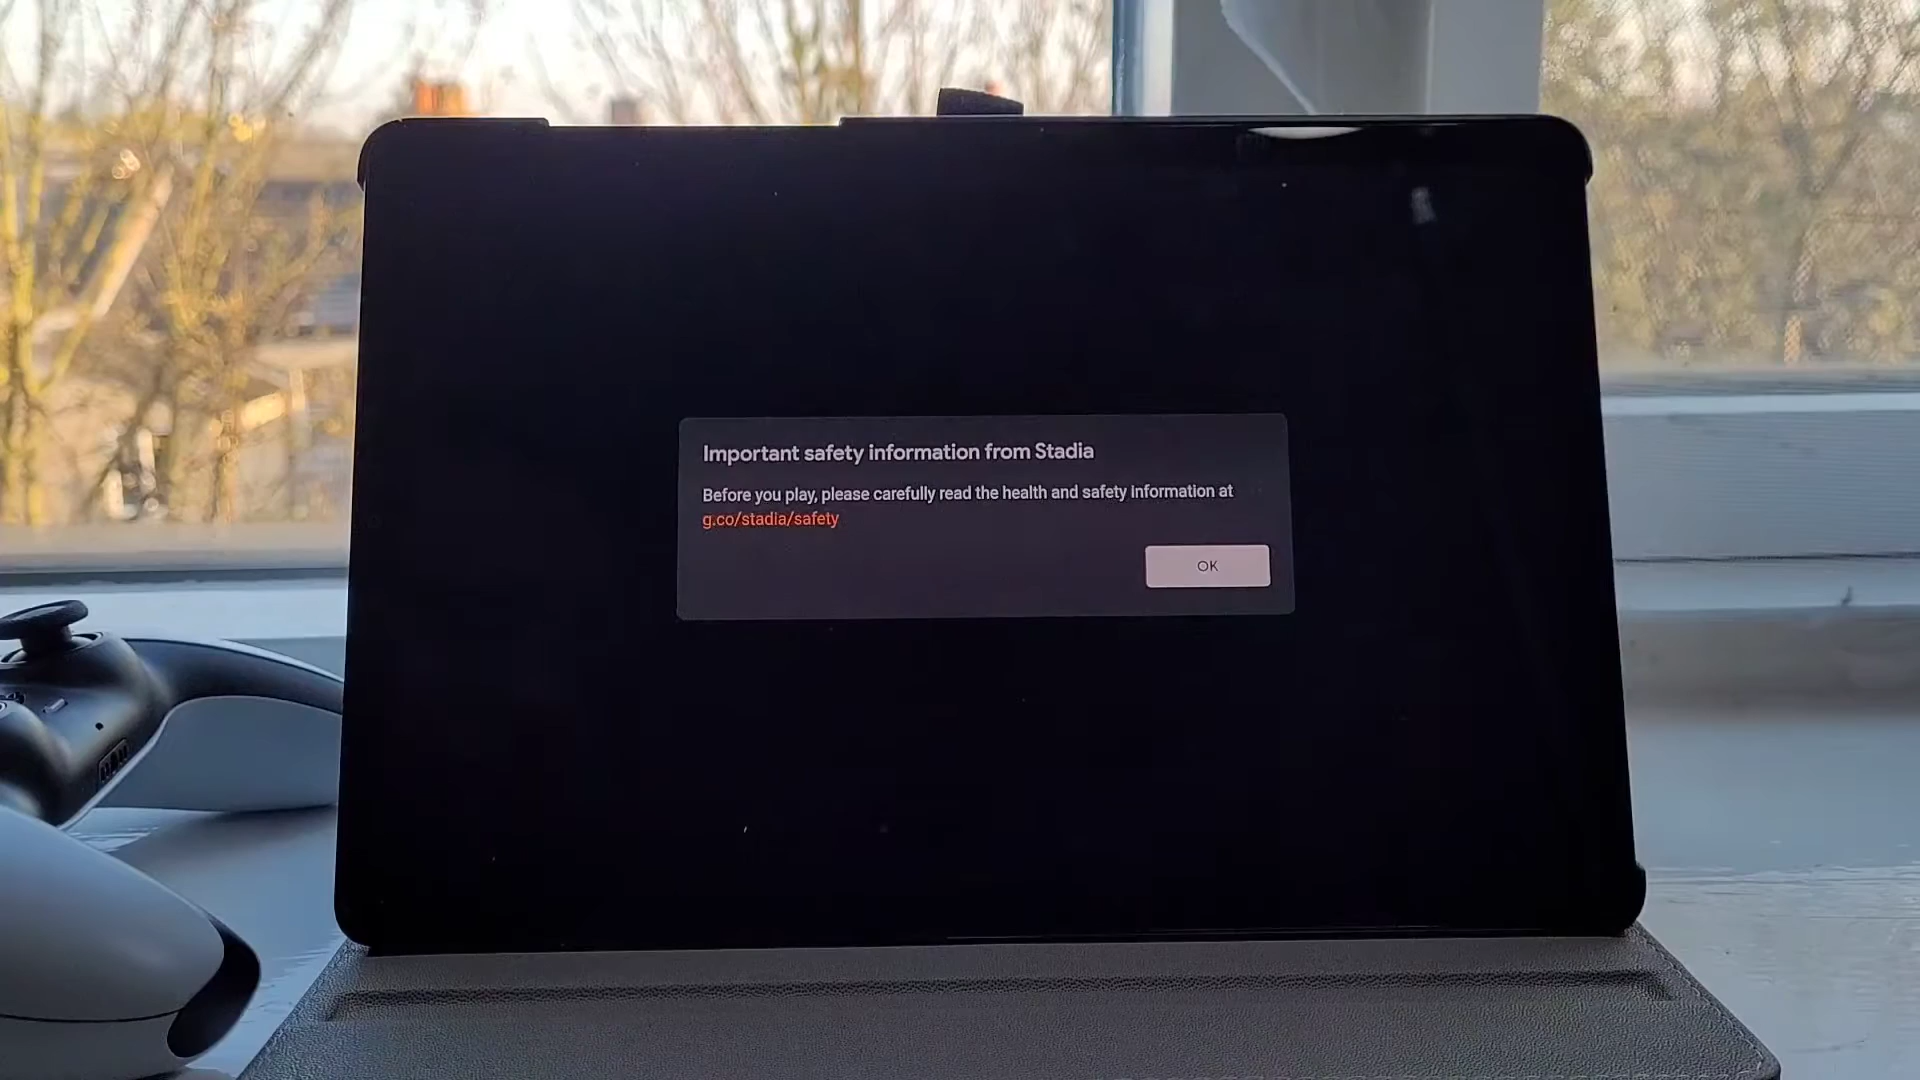 Important safety information from Stadia
Before you play, please carefully read the health and safety information at
g.co/stadia/safety
OK